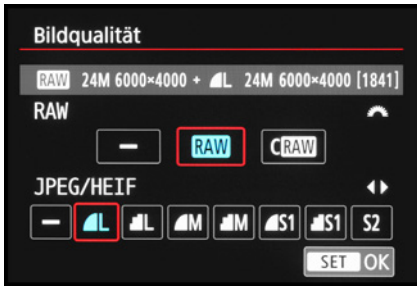 Bildqualität
RAW 24M 6000×4000 + L 24M 6000×4000 [1841]
RAW
RAW CRAW
JPEG/HEIF
L L M M S1 S1 S2
SET OK